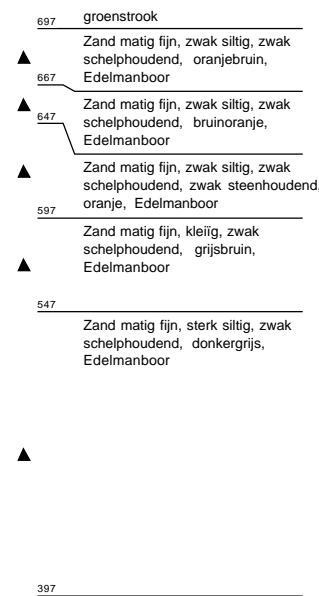 groenstrook
697
Zand matig fijn, zwak siltig, zwak
schelphoudend, oranjebruin,
Edelmanboor
667
Zand matig fijn, zwak siltig, zwak
schelphoudend, bruinoranje,
Edelmanboor
647
Zand matig fijn, zwak siltig, zwak
schelphoudend, zwak steenhoudend,
oranje, Edelmanboor
597
Zand matig fijn, kleiïg, zwak
schelphoudend, grijsbruin,
Edelmanboor
547
Zand matig fijn, sterk siltig, zwak
schelphoudend, donkergrijs,
Edelmanboor
397